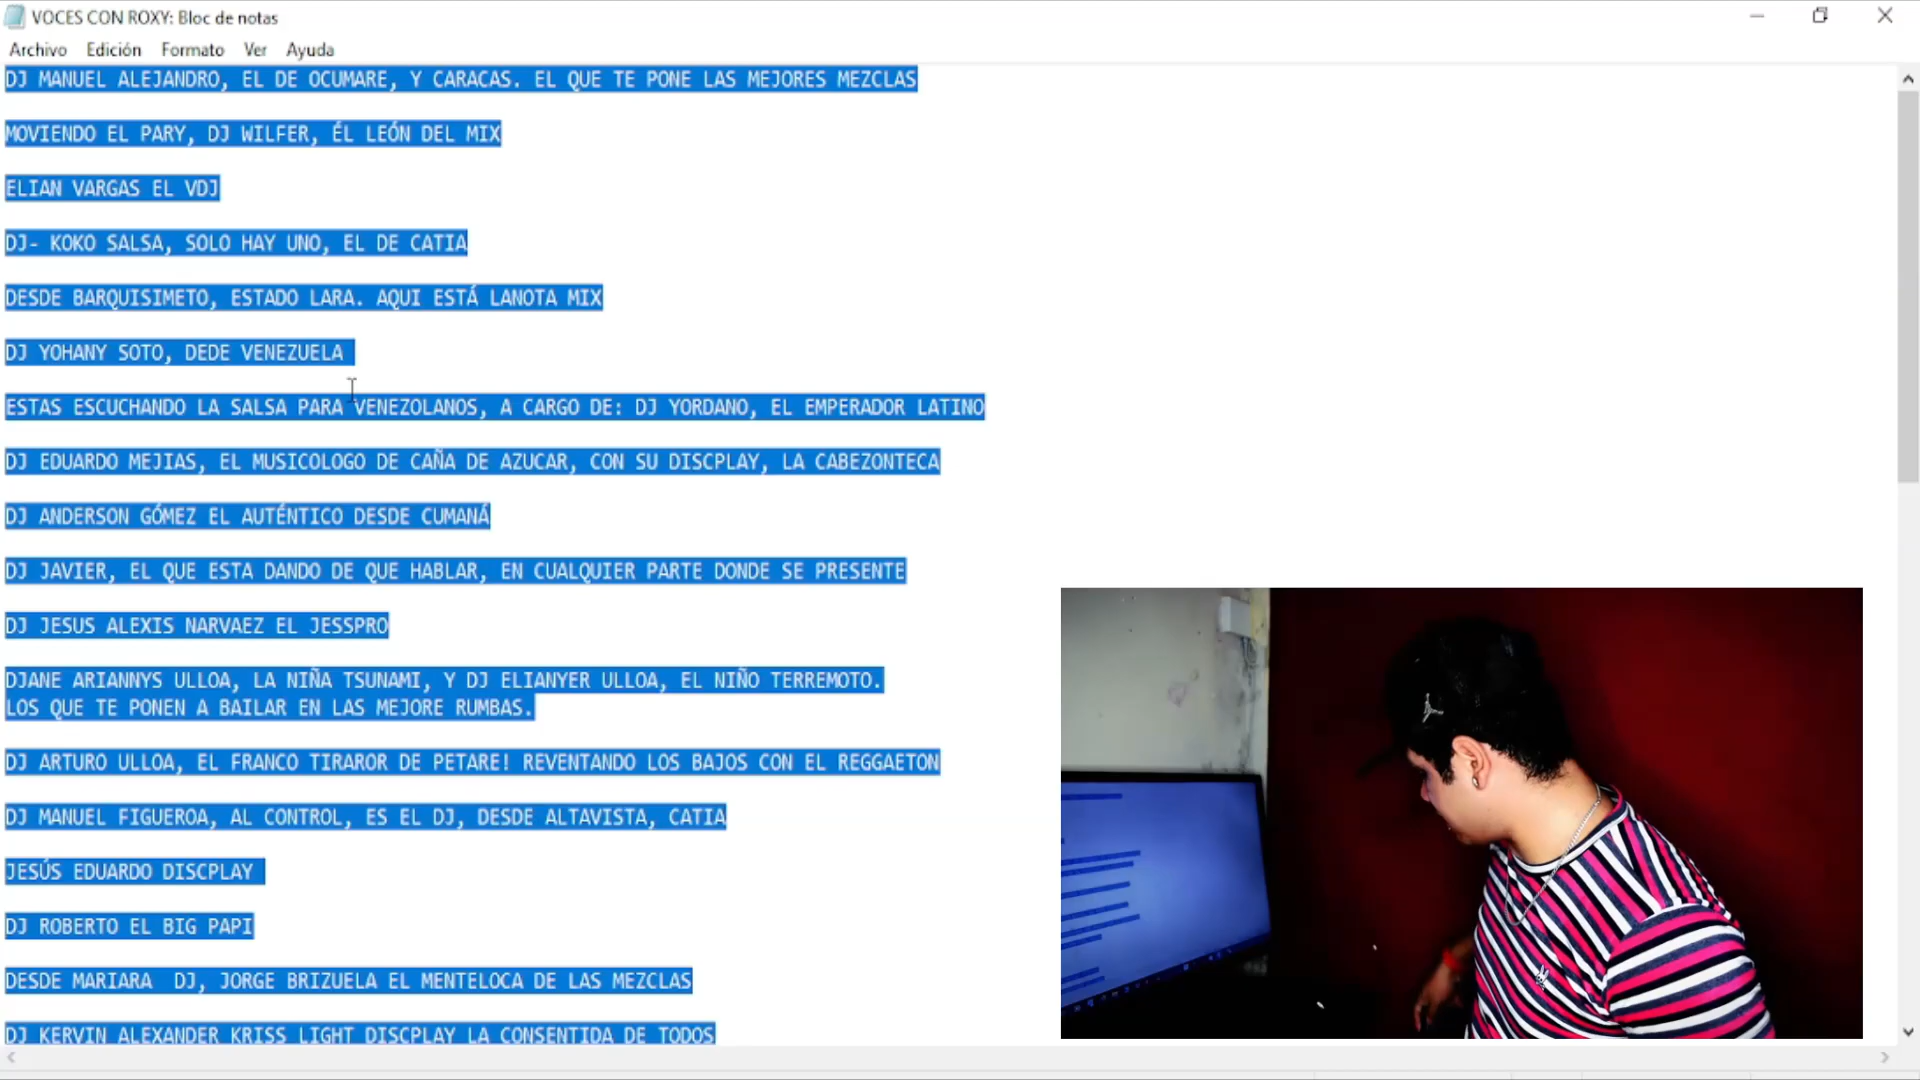 VOCES CON ROXY: Bloc de notas
Archivo Edición Formato Ver Ayuda
DJ MANUEL ALEJANDRO, EL DE OCUMARE, Y CARACAS. EL QUE TE PONE LAS MEJORES MEZCLAS
MOVIENDO EL PARY, DJ WILFER, ÉL LEÓN DEL MIX
ELIAN VARGAS EL VDJ
DJ- KOKO SALSA, SOLO HAY UNO, EL DE CATIA
DESDE BARQUISIMETO, ESTADO LARA. AQUI ESTÁ LANOTA MIX
DJ YOHANY SOTO, DEDE VENEZUELA
ESTAS ESCUCHANDO LA SALSA PARA VENEZOLANOS, A CARGO DE: DJ YORDANO, EL EMPERADOR LATINO
DJ EDUARDO MEJIAS, EL MUSICOLOGO DE CAÑA DE AZUCAR, CON SU DISCPLAY, LA CABEZONTECA
DJ ANDERSON GÓMEZ EL AUTÉNTICO DESDE CUMANÁ
DJ JAVIER, EL QUE ESTA DANDO DE QUE HABLAR, EN CUALQUIER PARTE DONDE SE PRESENTE
DJ JESUS ALEXIS NARVAEZ EL JESSPRO
DJANE ARIANNYS ULLOA, LA NIÑA TSUNAMI, Y DJ ELIANYER ULLOA, EL NIÑO TERREMOTO.
LOS QUE TE PONEN A BAILAR EN LAS MEJORE RUMBAS.
DJ ARTURO ULLOA, EL FRANCO TIRAROR DE PETARE! REVENTANDO LOS BAJOS CON EL REGGAETON
DJ MANUEL FIGUEROA, AL CONTROL, ES EL DJ, DESDE ALTAVISTA, CATIA
JESÚS EDUARDO DISCPLAY
DJ ROBERTO EL BIG PAPI
DESDE MARIARA  DJ, JORGE BRIZUELA EL MENTELOCA DE LAS MEZCLAS
DJ KERVIN ALEXANDER KRISS LIGHT DISCPLAY LA CONSENTIDA DE TODOS